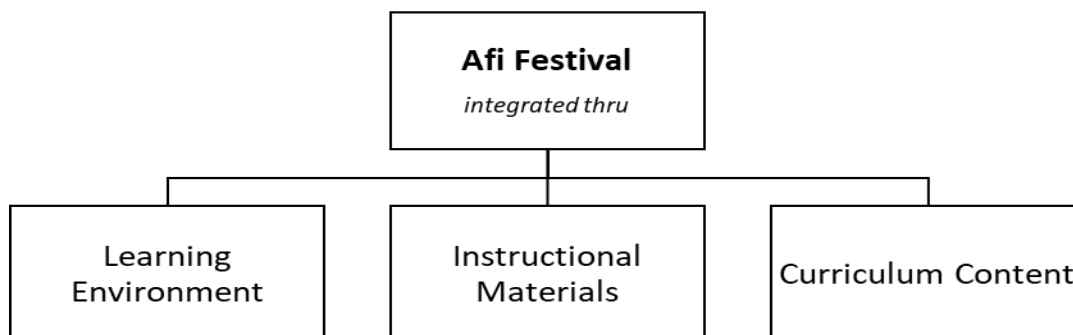 Afi Festival
integrated thru
Learning
Environment
Instructional
Materials
Curriculum Content